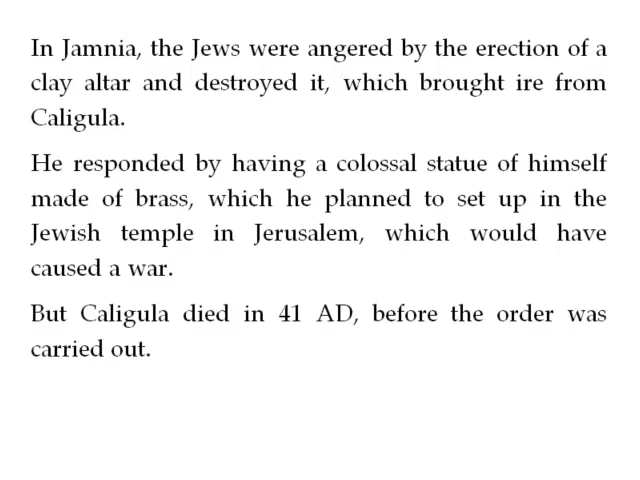 In Jamnia, the Jews were angered by the erection of a
clay altar and destroyed it, which brought ire from
Caligula.
He responded by having a colossal statue of himself
made of brass, which he planned to set up in the
Jewish temple in Jerusalem, which would have
caused a war.
But Caligula died in 41 AD, before the order was
carried out.